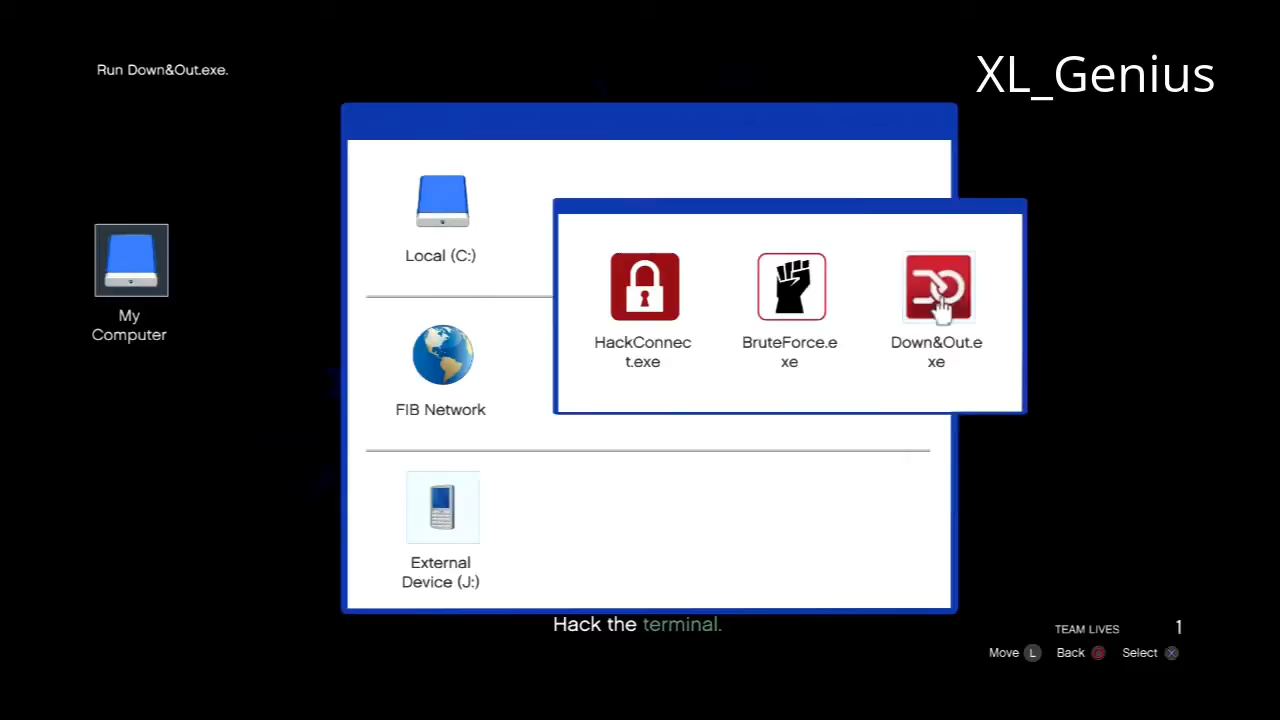 Run Down&Out.exe.
XL_Genius
Local (C:)
My
Computer
HackConnec
t.exe
BruteForce.e
xe
Down&Out.e
xe
FIB Network
External
Device (J:)
Hack the terminal.
TEAM LIVES 1
Move L Back Select